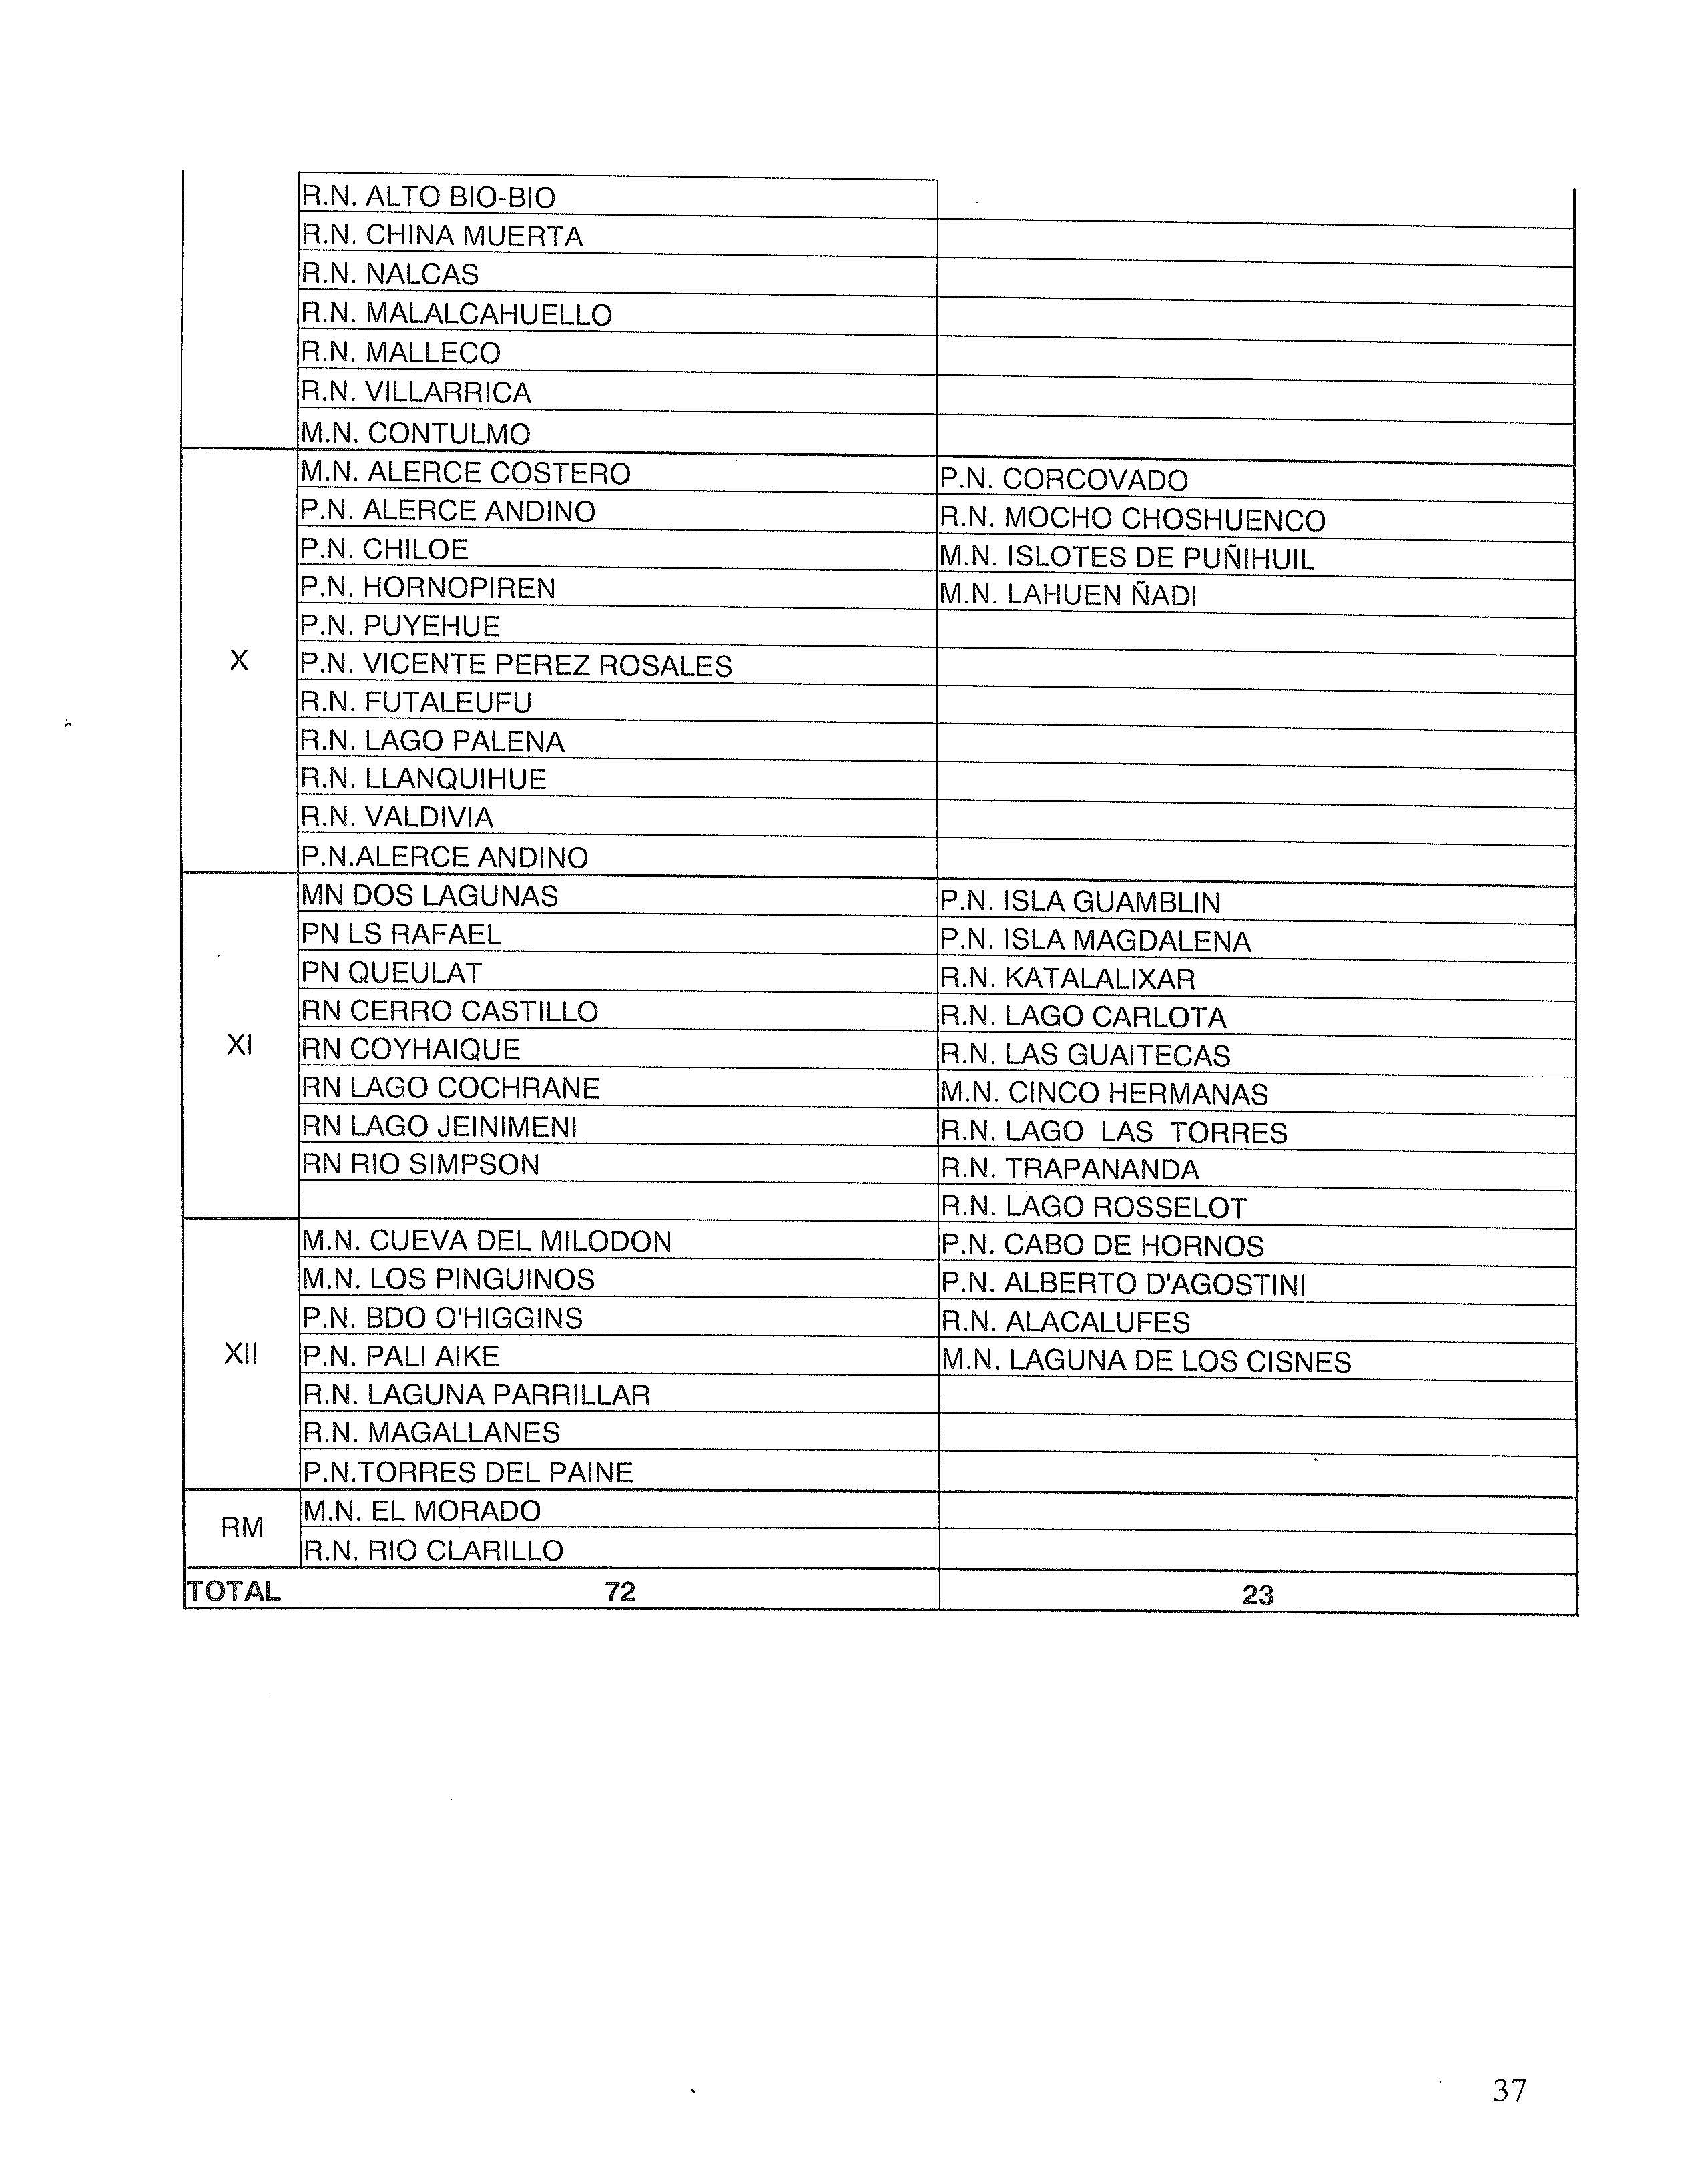 R.N. ALTO BIO-BIO
R.N. CHINA MUERTA
R.N. NALCAS
R.N. MALALCAHUELLO
R.N. MALLECO
R.N. VILLARRICA
M.N. CONTULMO
X
M.N. ALERCE COSTERO P.N. CORCOVADO
P.N. ALERCE ANDINO R.N. MOCHO CHOSHUENCO
P.N. CHILOE M.N. ISLOTES DE PUÑIHUIL
P.N. HORNOPIREN M.N. LAHUEN ÑADI
P.N. PUYEHUE
P.N. VICENTE PEREZ ROSALES
R.N. FUTALEUFU
R.N. LAGO PALENA
R.N. LLANQUIHUE
R.N. VALDIVIA
P.N.ALERCE ANDINO
XI
MN DOS LAGUNAS P.N. ISLA GUAMBLIN
PN LS RAFAEL P.N. ISLA MAGDALENA
PN QUEULAT R.N. KATALALIXAR
RN CERRO CASTILLO R.N. LAGO CARLOTA
RN COYHAIQUE R.N. LAS GUAITECAS
RN LAGO COCHRANE M.N. CINCO HERMANAS
RN LAGO JEINIMENI R.N. LAGO LAS TORRES
RN RIO SIMPSON R.N. TRAPANANDA
R.N. LAGO ROSSELOT
XII
M.N. CUEVA DEL MILODON P.N. CABO DE HORNOS
M.N. LOS PINGUINOS P.N. ALBERTO D'AGOSTINI
P.N. BDO O'HIGGINS R.N. ALACALUFES
P.N. PALI AIKE M.N. LAGUNA DE LOS CISNES
R.N. LAGUNA PARRILLAR
R.N. MAGALLANES
P.N.TORRES DEL PAINE
RM
M.N. EL MORADO
R.N. RIO CLARILLO
TOTAL 72 23
37